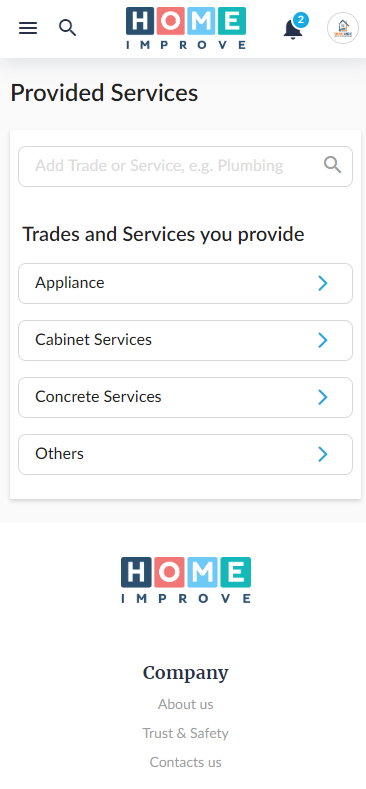 HOME
IMPROVE
2
Provided Services
Add Trade or Service, e.g. Plumbing
Trades and Services you provide
Appliance
Cabinet Services
Concrete Services
Others
HOME
IMPROVE
Company
About us
Trust & Safety
Contacts us